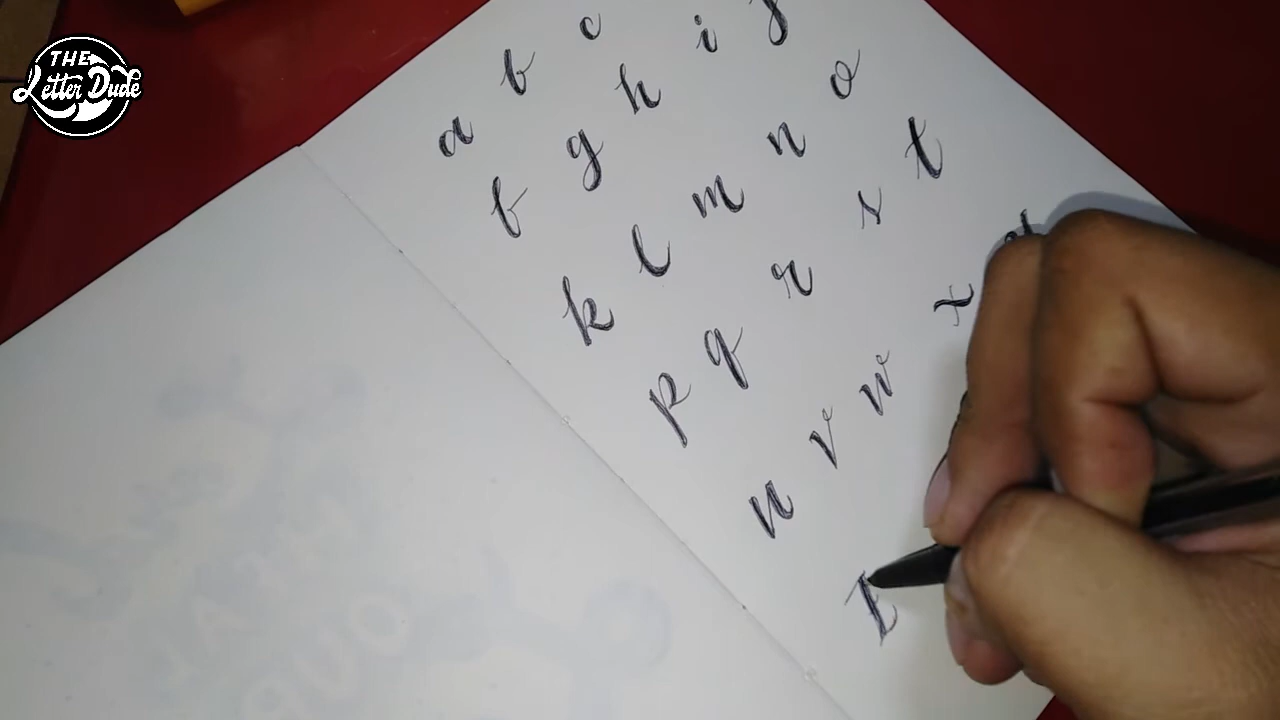 THE
Letter Dude
a b c i
f g h
k l m n o
p q r s t
u v w x
z